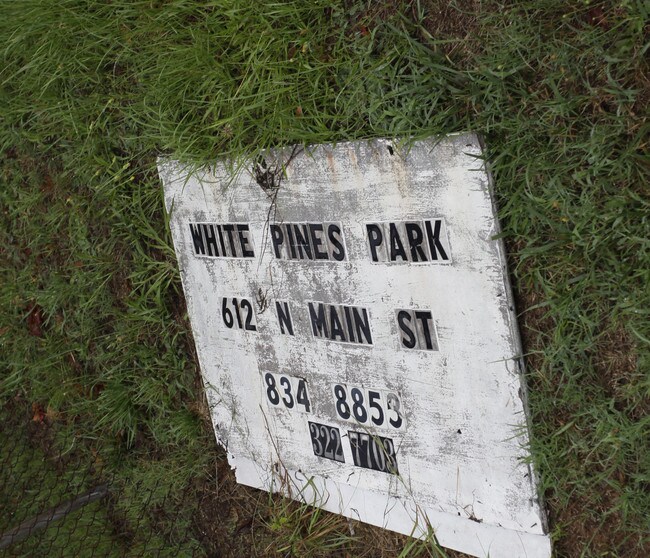 WHITE PINES PARK
612 N MAIN ST
834 8853
322 7703